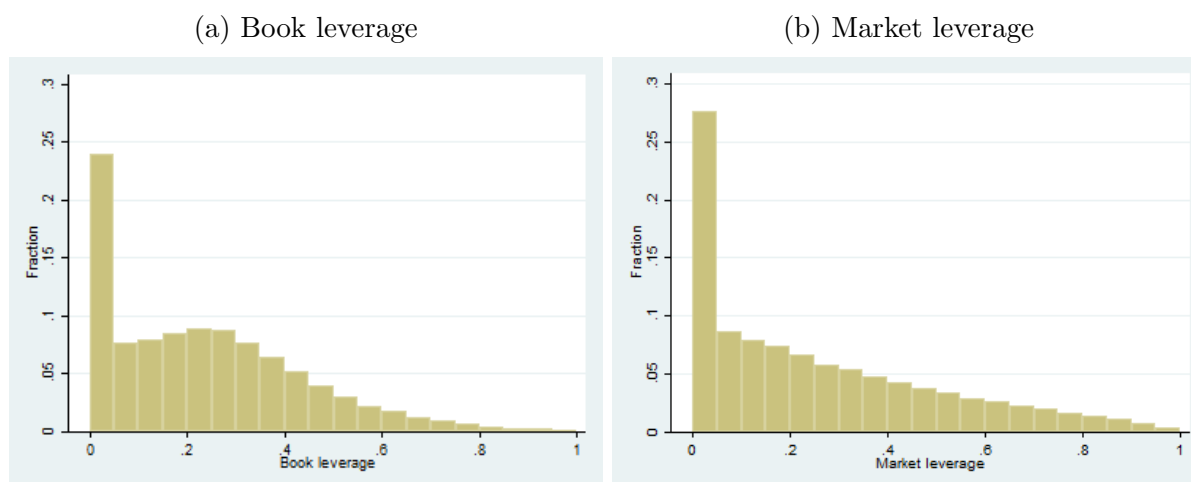 (a) Book leverage
(b) Market leverage
Fraction
0 .05 .1 .15 .2 .25 .3
0 .2 .4 .6 .8 1
Book leverage
Fraction
0 .05 .1 .15 .2 .25 .3
0 .2 .4 .6 .8 1
Market leverage